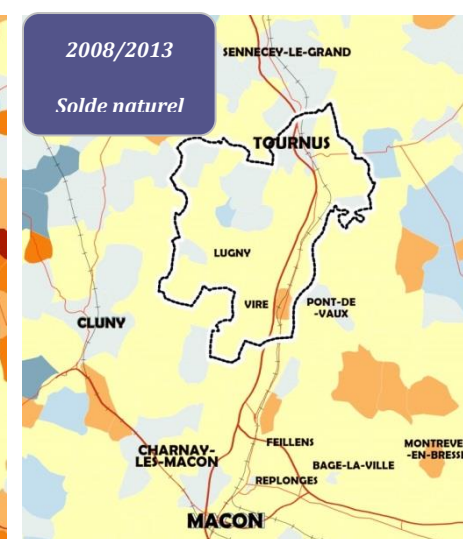 2008/2013
Solde naturel
SENNECEY-LE-GRAND
TOURNUS
LUGNY
VIRE
PONT-DE
-VAUX
CLUNY
FEILLENS
CHARNAY-
LES-MACON
MONTREVE
-EN-BRESSE
BAGE-LA-VILLE
REPLONGES
MACON